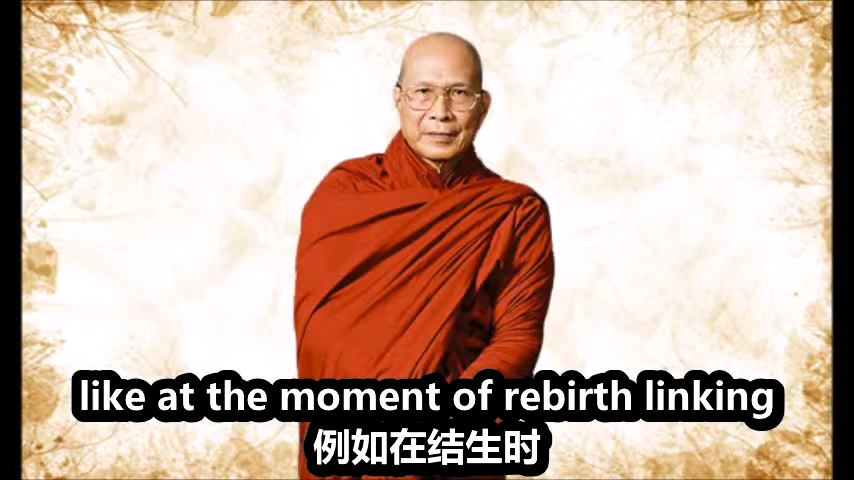 like at the moment of rebirth linking
例如在结生时